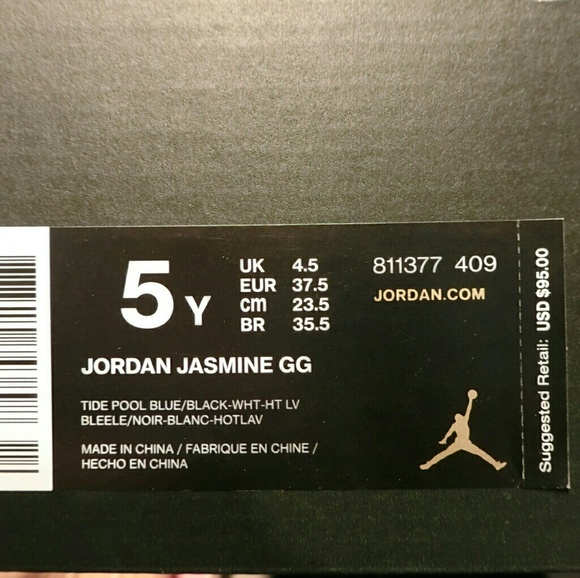 5 Y
UK 4.5
EUR 37.5
cm 23.5
BR 35.5
811377 409
JORDAN.COM
JORDAN JASMINE GG
TIDE POOL BLUE/BLACK-WHT-HT LV
BLEELE/NOIR-BLANC-HOTLAV
MADE IN CHINA / FABRIQUE EN CHINE /
HECHO EN CHINA
Suggested Retail: USD $95.00